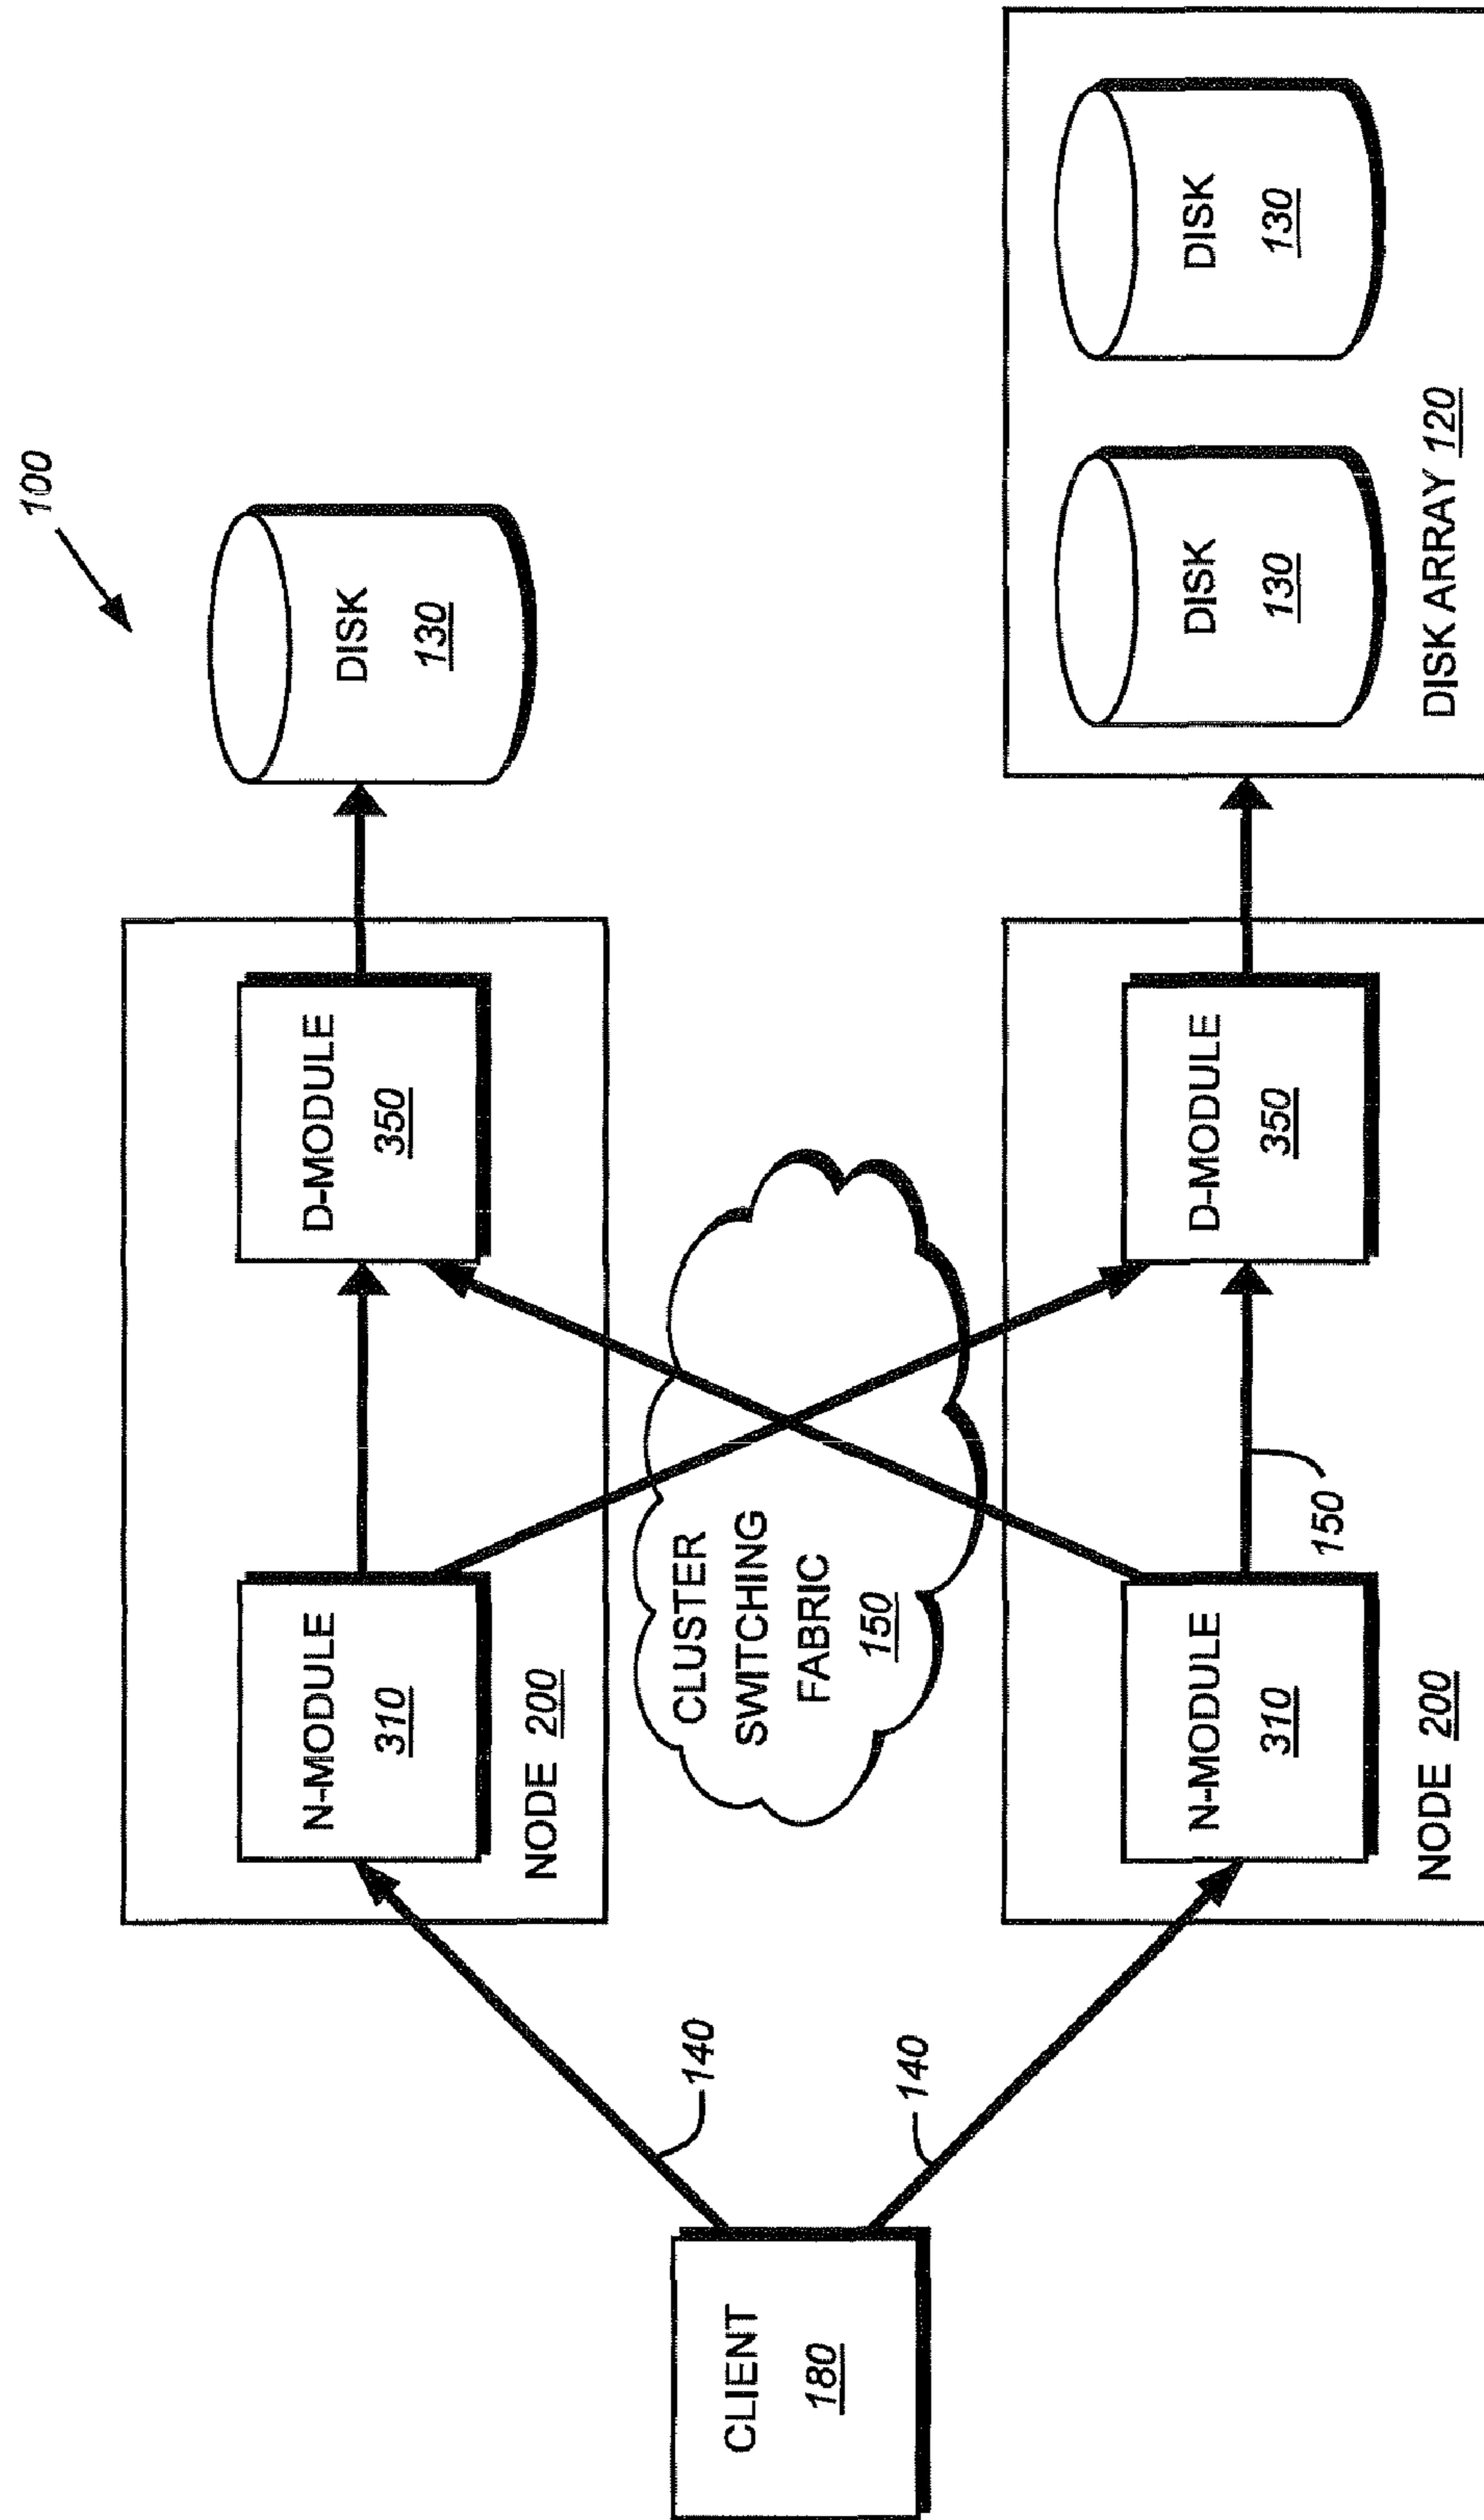 100
N-MODULE
310
D-MODULE
350
DISK
130
NODE 200
140
CLIENT
180
CLUSTER
SWITCHING
FABRIC
150
140
N-MODULE
310
D-MODULE
350
DISK
130
DISK
130
150
NODE 200
DISK ARRAY 120